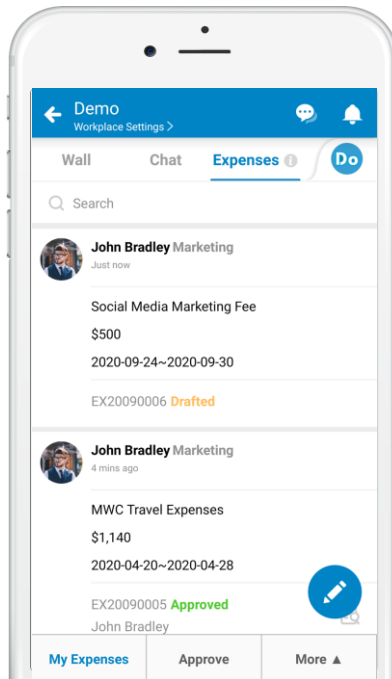 Demo
Workplace Settings >
Wall Chat Expenses i Do
Search
John Bradley Marketing
Just now
Social Media Marketing Fee
$500
2020-09-24~2020-09-30
EX20090006 Drafted
John Bradley Marketing
4 mins ago
MWC Travel Expenses
$1,140
2020-04-20~2020-04-28
EX20090005 Approved
John Bradley
My Expenses Approve More ▲